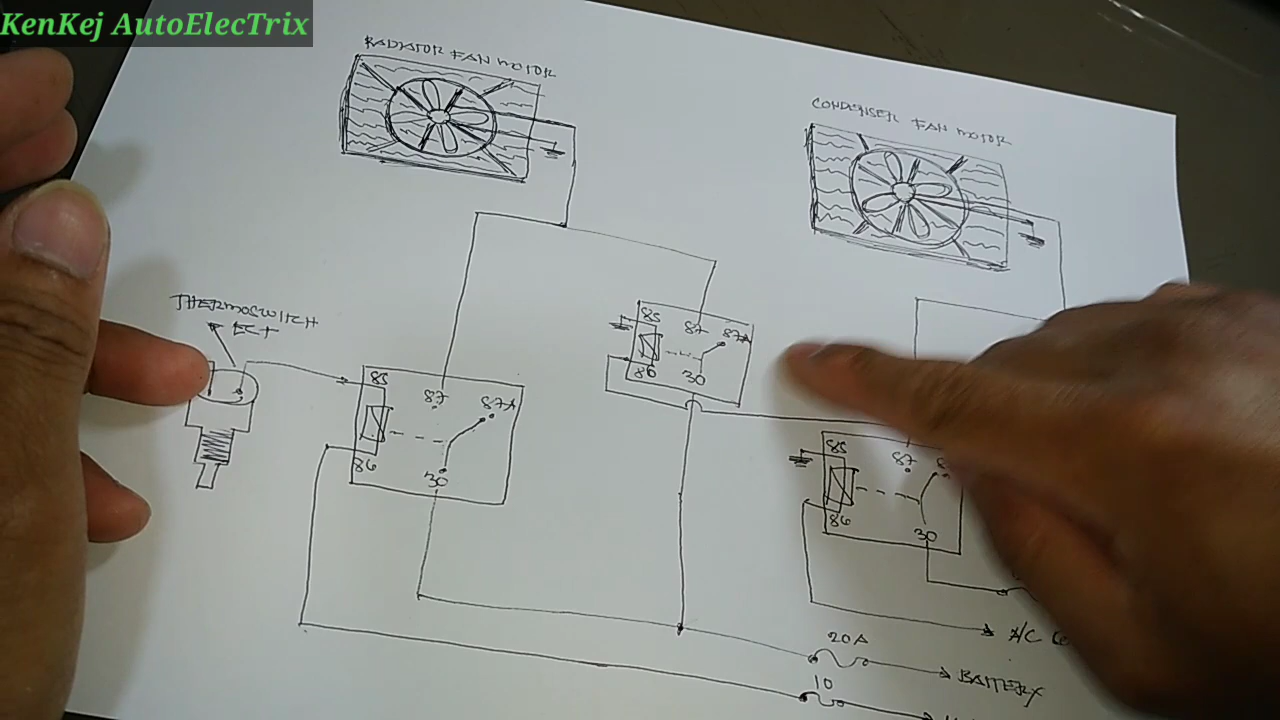 KenKej AutoElecTrix
RADIATOR FAN MOTOR
CONDENSER FAN MOTOR
THERMOSWITCH
ECT
85
87
87A
86
30
85
87
87A
86
30
85
87
86
30
20A
BATTERY
10
A/C